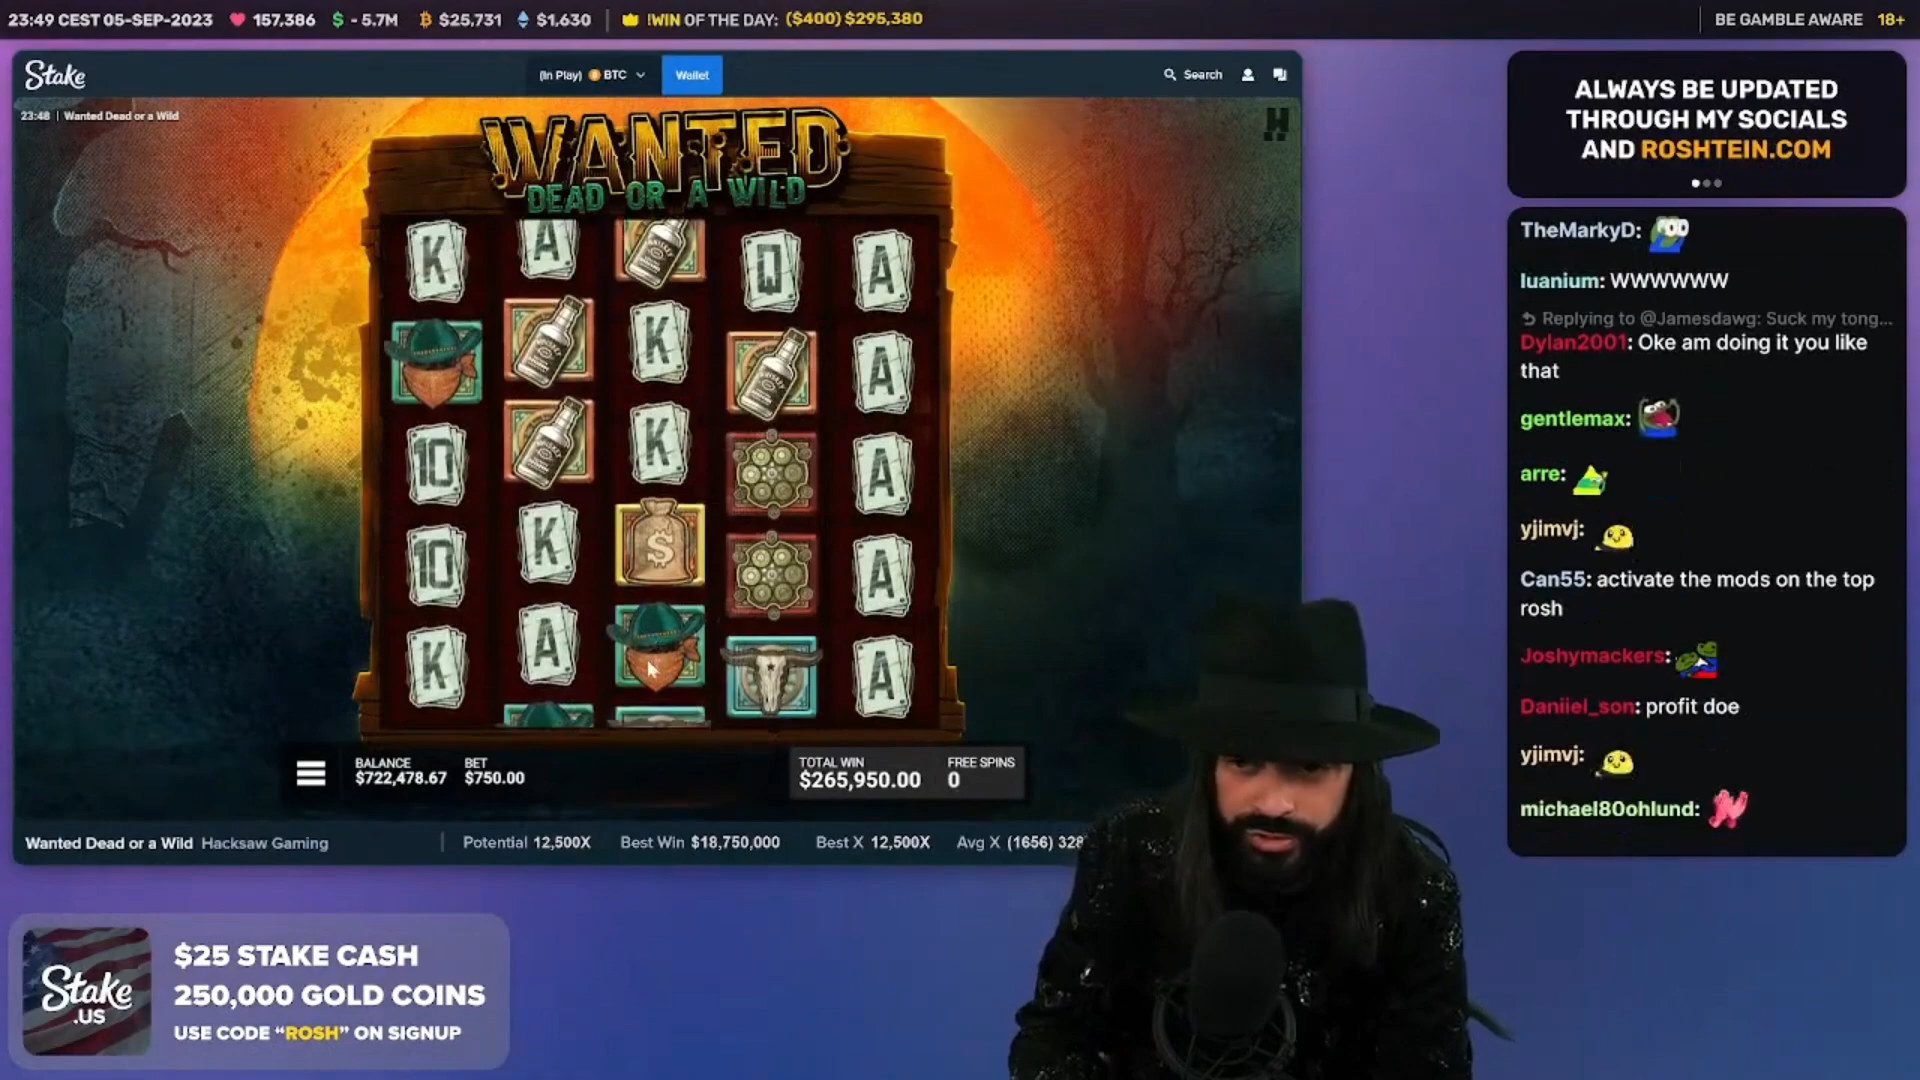 23:49 CEST 05-SEP-2023 157,386 $ - 5.7M $25,731 $1,630 !WIN OF THE DAY: ($400) $295,380 BE GAMBLE AWARE 18+
Stake (In Play) BTC Wallet Search
23:48 | Wanted Dead or a Wild
WANTED
DEAD OR A WILD
K A WHISKEY Q A
WHISKEY K WHISKEY A
10 WHISKEY K A
10 K $ A
K A A
BALANCE BET TOTAL WIN FREE SPINS
$722,478.67 $750.00 $265,950.00 0
Wanted Dead or a Wild Hacksaw Gaming Potential 12,500X Best Win $18,750,000 Best X 12,500X Avg X (1656) 328
Stake
.US
$25 STAKE CASH
250,000 GOLD COINS
USE CODE “ROSH” ON SIGNUP
ALWAYS BE UPDATED
THROUGH MY SOCIALS
AND ROSHTEIN.COM
TheMarkyD:
luanium: WWWWWW
Replying to @Jamesdawg: Suck my tong...
Dylan2001: Oke am doing it you like
that
gentlemax:
arre:
yjimvj:
Can55: activate the mods on the top
rosh
Joshymackers:
Daniiel_son: profit doe
yjimvj:
michael80ohlund: